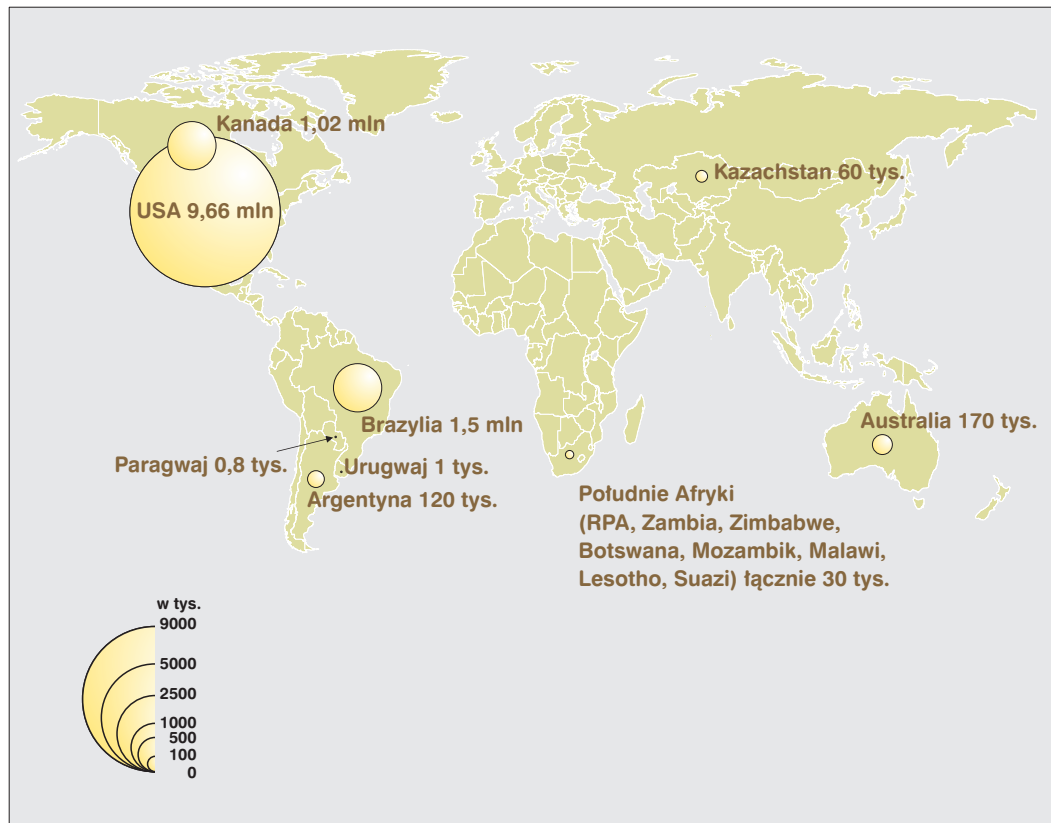 Kanada 1,02 mln
USA 9,66 mln
Kazachstan 60 tys.
Brazylia 1,5 mln
Australia 170 tys.
Paragwaj 0,8 tys.
Urugwaj 1 tys.
Argentyna 120 tys.
Południe Afryki
(RPA, Zambia, Zimbabwe,
Botswana, Mozambik, Malawi,
Lesotho, Suazi) łącznie 30 tys.
w tys.
9000
5000
2500
1000
500
100
0